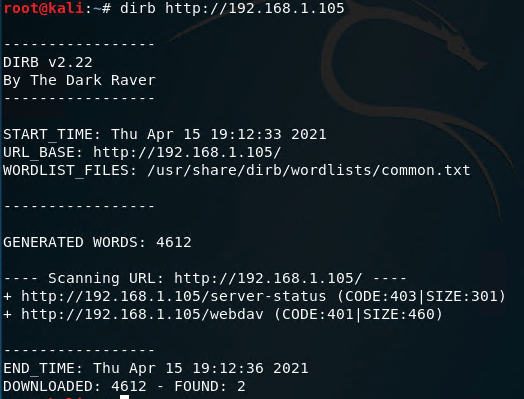 root@kali:~# dirb http://192.168.1.105
-----------------
DIRB v2.22
By The Dark Raver
-----------------
START_TIME: Thu Apr 15 19:12:33 2021
URL_BASE: http://192.168.1.105/
WORDLIST_FILES: /usr/share/dirb/wordlists/common.txt
-----------------
GENERATED WORDS: 4612
---- Scanning URL: http://192.168.1.105/ ----
+ http://192.168.1.105/server-status (CODE:403|SIZE:301)
+ http://192.168.1.105/webdav (CODE:401|SIZE:460)
-----------------
END_TIME: Thu Apr 15 19:12:36 2021
DOWNLOADED: 4612 - FOUND: 2